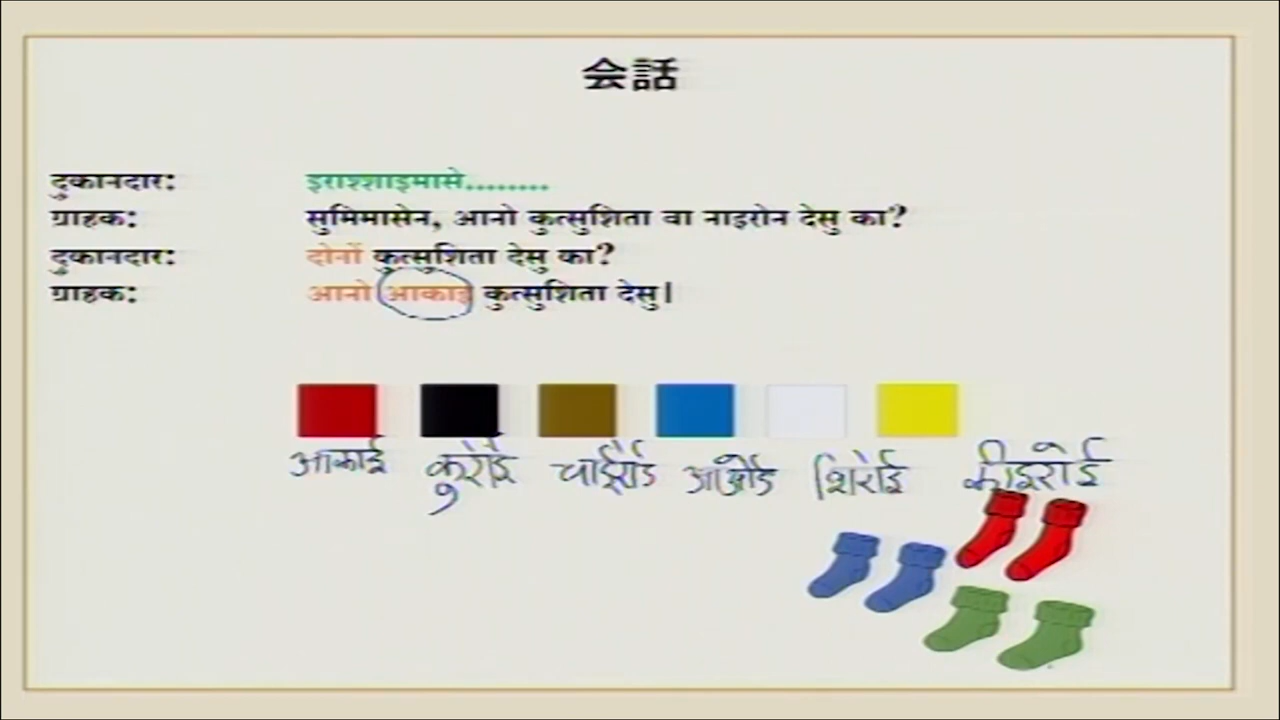 会話
दुकानदार: इराश्शाइमासे........
ग्राहक: सुमिमासेन, आनो कुत्सुशिता वा नाइरोन देसु का?
दुकानदार: दोनों कुत्सुशिता देसु का?
ग्राहक: आनो आकाइ कुत्सुशिता देसु|
आकाई कुरोई चाईरोई आओई शिरोई कीइरोई